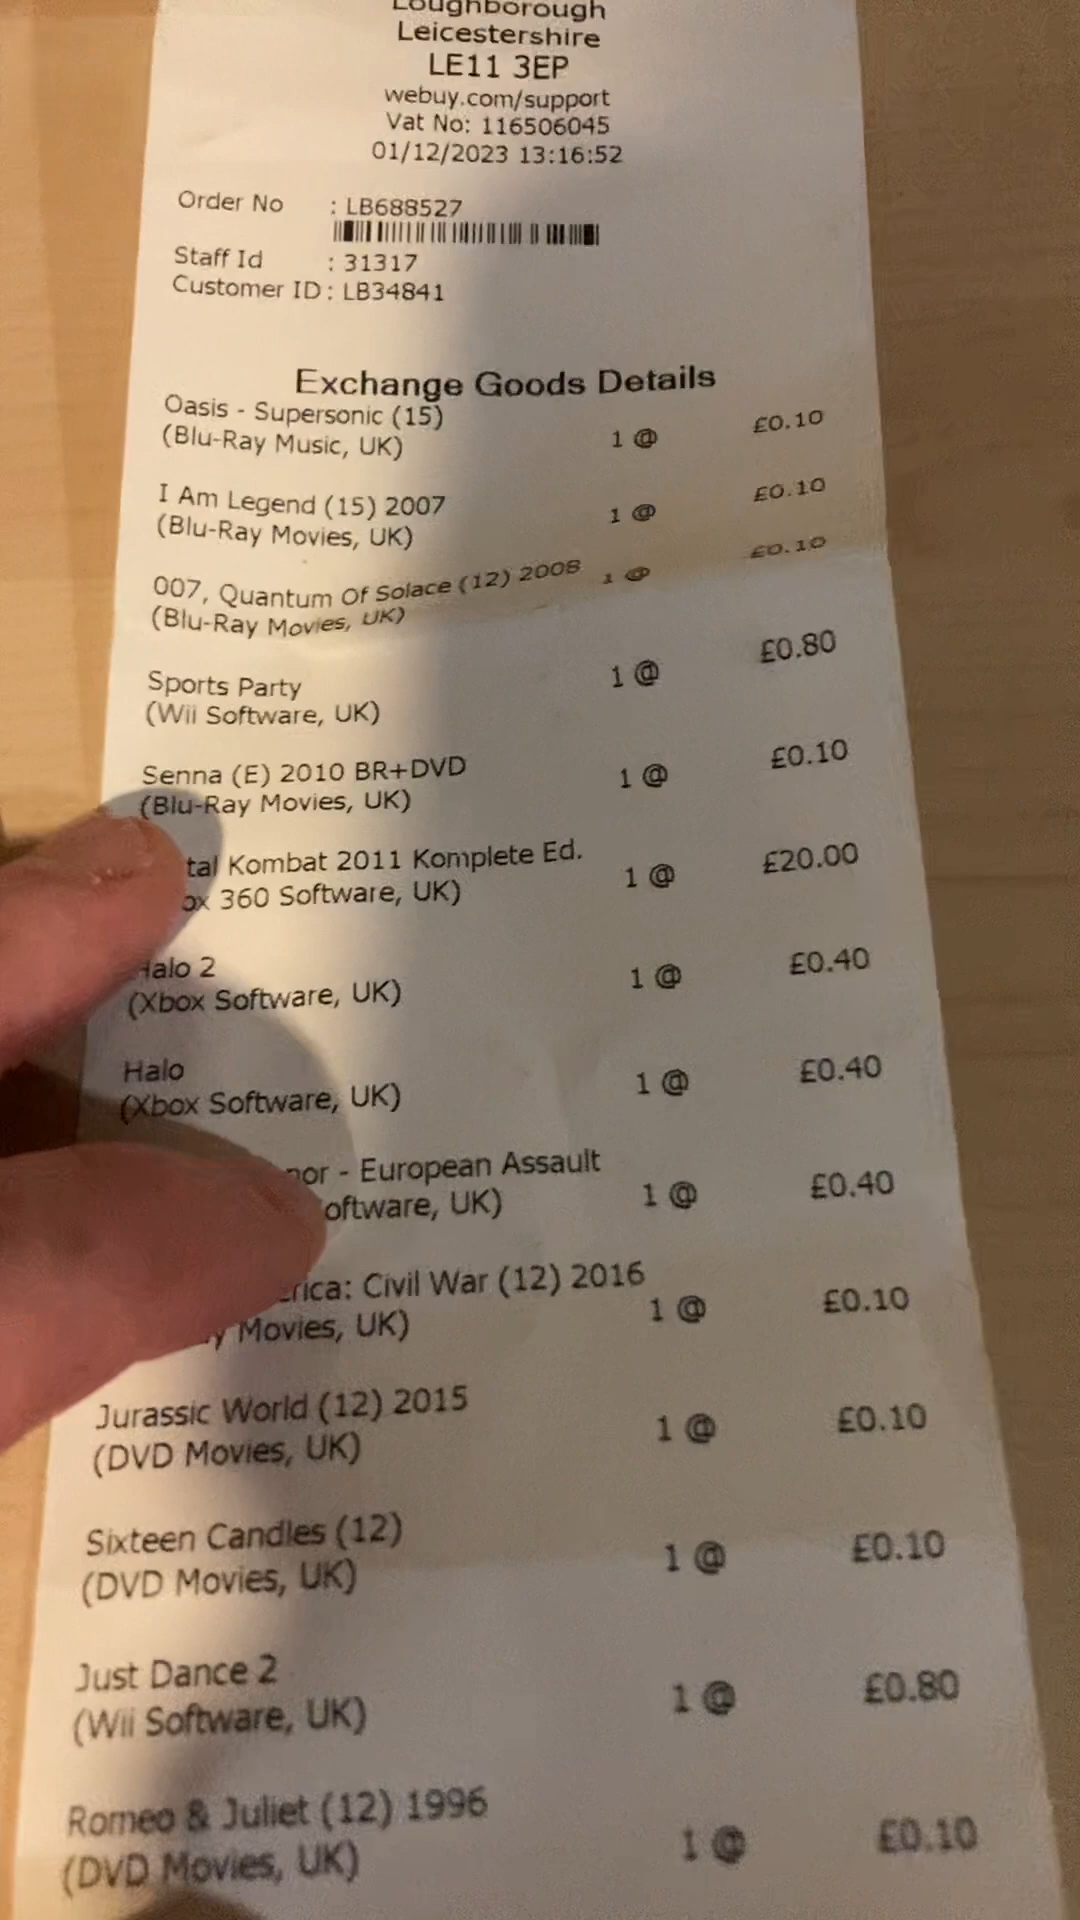 Loughborough
Leicestershire
LE11 3EP
webuy.com/support
Vat No: 116506045
01/12/2023 13:16:52
Order No : LB688527
Staff Id : 31317
Customer ID : LB34841
Exchange Goods Details
Oasis - Supersonic (15)
(Blu-Ray Music, UK) 1 @ £0.10
I Am Legend (15) 2007
(Blu-Ray Movies, UK) 1 @ £0.10
007, Quantum Of Solace (12) 2008 1 @ £0.10
(Blu-Ray Movies, UK)
Sports Party 1 @ £0.80
(Wii Software, UK)
Senna (E) 2010 BR+DVD 1 @ £0.10
(Blu-Ray Movies, UK)
tal Kombat 2011 Komplete Ed. 1 @ £20.00
ox 360 Software, UK)
Halo 2 1 @ £0.40
(Xbox Software, UK)
Halo 1 @ £0.40
(Xbox Software, UK)
nor - European Assault 1 @ £0.40
oftware, UK)
erica: Civil War (12) 2016 1 @ £0.10
y Movies, UK)
Jurassic World (12) 2015 1 @ £0.10
(DVD Movies, UK)
Sixteen Candles (12) 1 @ £0.10
(DVD Movies, UK)
Just Dance 2 1 @ £0.80
(Wii Software, UK)
Romeo & Juliet (12) 1996 1 @ £0.10
(DVD Movies, UK)